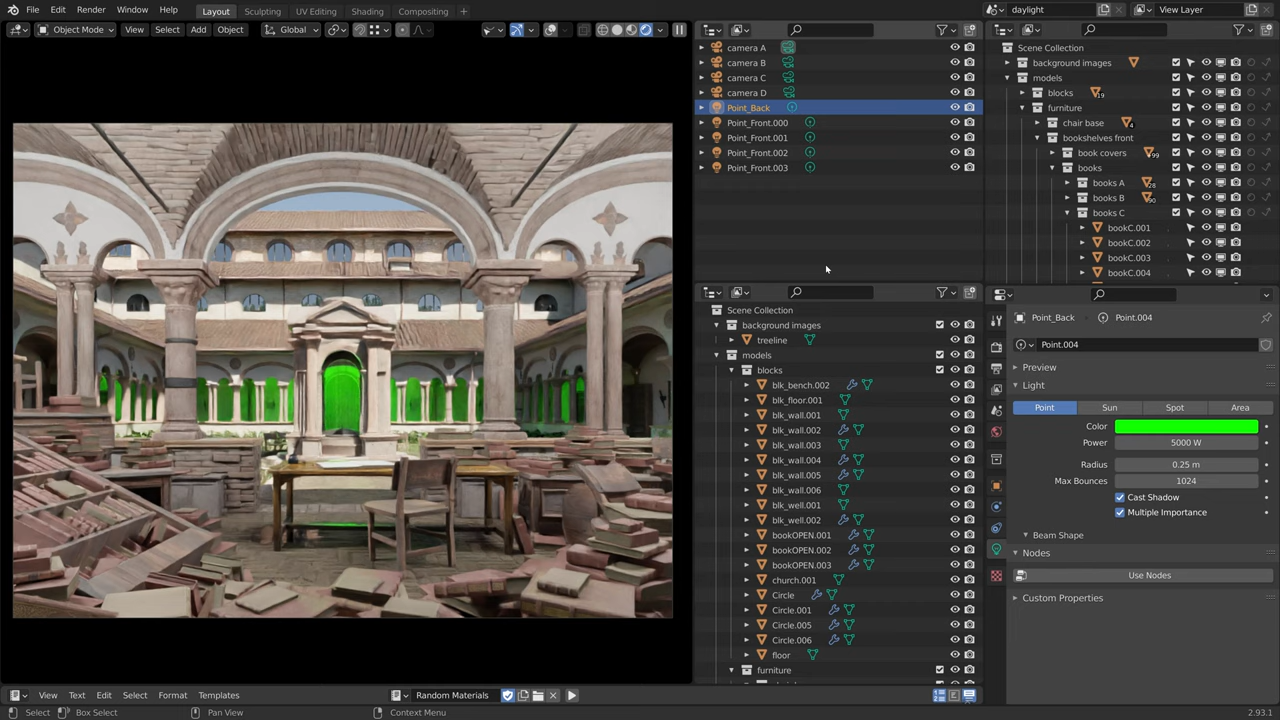 File Edit Render Window Help Layout Sculpting UV Editing Shading Compositing + daylight View Layer
Object Mode View Select Add Object Global
camera A
camera B
camera C
camera D
Point_Back
Point_Front.000
Point_Front.001
Point_Front.002
Point_Front.003
Scene Collection
background images
models
blocks 19
furniture
chair base 4
bookshelves front
book covers 99
books
books A 28
books B 90
books C
bookC.001
bookC.002
bookC.003
bookC.004
Scene Collection
background images
treeline
models
blocks
blk_bench.002
blk_floor.001
blk_wall.001
blk_wall.002
blk_wall.003
blk_wall.004
blk_wall.005
blk_wall.006
blk_well.001
blk_well.002
bookOPEN.001
bookOPEN.002
bookOPEN.003
church.001
Circle
Circle.001
Circle.005
Circle.006
floor
furniture
Point_Back Point.004
Point.004
Preview
Light
Point Sun Spot Area
Color
Power 5000 W
Radius 0.25 m
Max Bounces 1024
Cast Shadow
Multiple Importance
Beam Shape
Nodes
Use Nodes
Custom Properties
View Text Edit Select Format Templates Random Materials
Select Box Select Pan View Context Menu 2.93.1